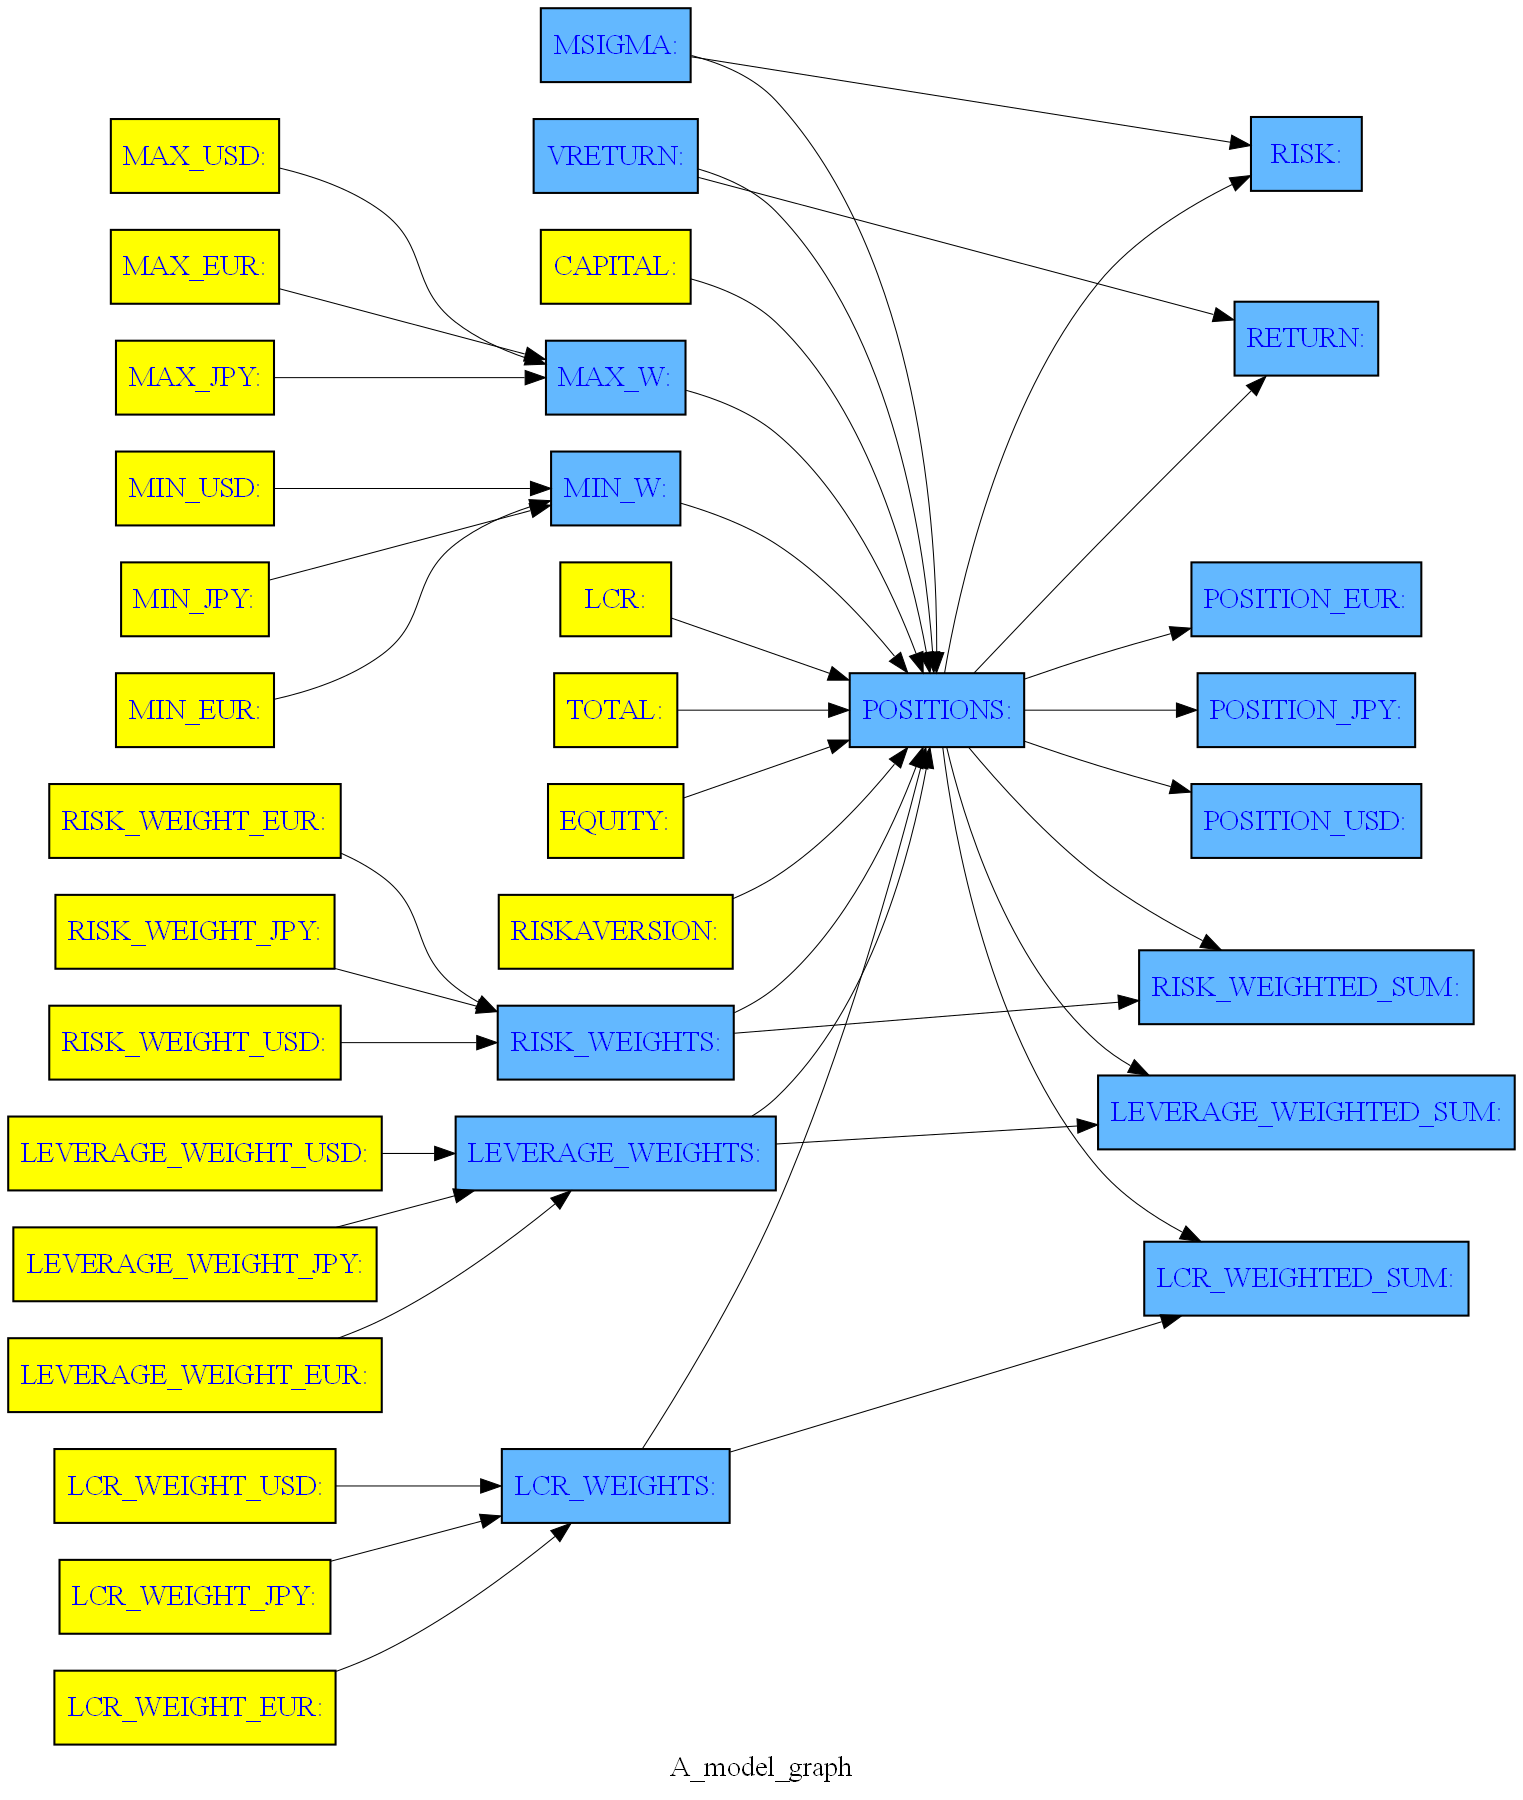 MSIGMA:
MAX_USD:
VRETURN:
RISK:
MAX_EUR:
CAPITAL:
RETURN:
MAX_JPY:
MAX_W:
MIN_USD:
MIN_W:
MIN_JPY:
LCR:
POSITION_EUR:
MIN_EUR:
TOTAL:
POSITIONS:
POSITION_JPY:
RISK_WEIGHT_EUR:
EQUITY:
POSITION_USD:
RISK_WEIGHT_JPY:
RISKAVERSION:
RISK_WEIGHTED_SUM:
RISK_WEIGHT_USD:
RISK_WEIGHTS:
LEVERAGE_WEIGHTED_SUM:
LEVERAGE_WEIGHT_USD:
LEVERAGE_WEIGHTS:
LEVERAGE_WEIGHT_JPY:
LCR_WEIGHTED_SUM:
LEVERAGE_WEIGHT_EUR:
LCR_WEIGHT_USD:
LCR_WEIGHTS:
LCR_WEIGHT_JPY:
LCR_WEIGHT_EUR:
A_model_graph